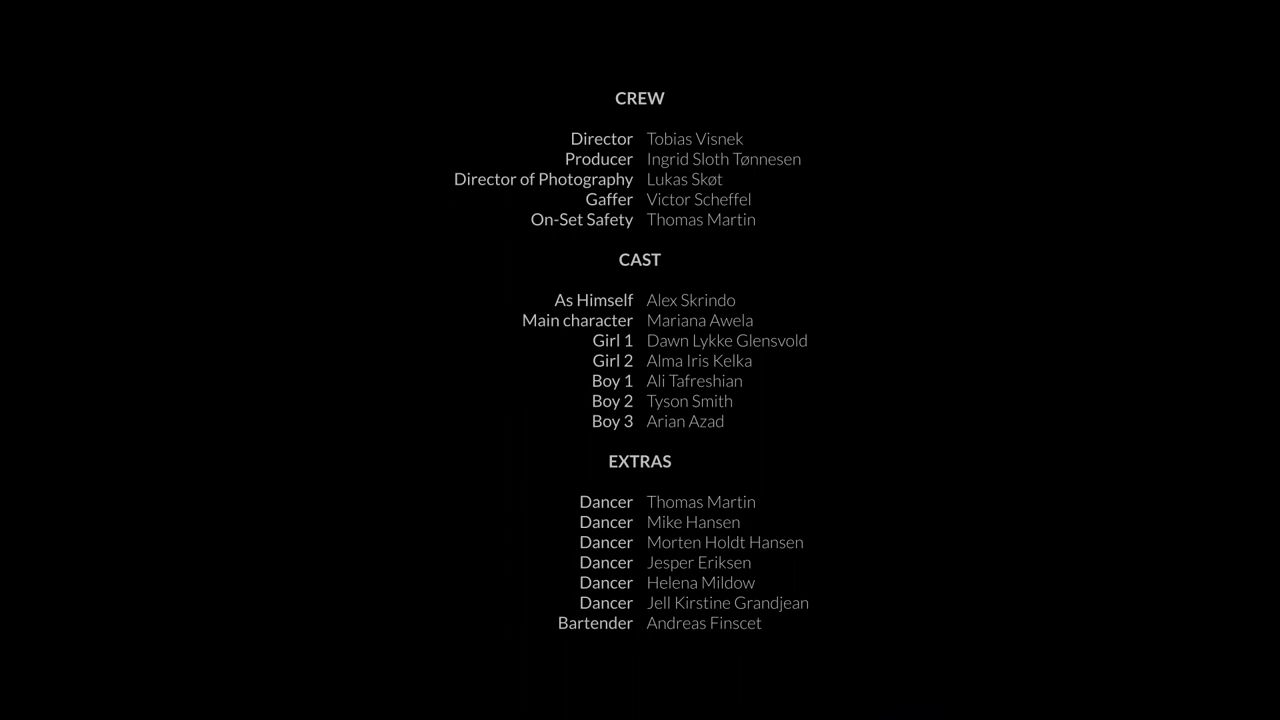 CREW
Director Tobias Visnek
Producer Ingrid Sloth Tønnesen
Director of Photography Lukas Skøt
Gaffer Victor Scheffel
On-Set Safety Thomas Martin
CAST
As Himself Alex Skrindo
Main character Mariana Awela
Girl 1 Dawn Lykke Glensvold
Girl 2 Alma Iris Kelka
Boy 1 Ali Tafreshian
Boy 2 Tyson Smith
Boy 3 Arian Azad
EXTRAS
Dancer Thomas Martin
Dancer Mike Hansen
Dancer Morten Holdt Hansen
Dancer Jesper Eriksen
Dancer Helena Mildow
Dancer Jell Kirstine Grandjean
Bartender Andreas Finscet